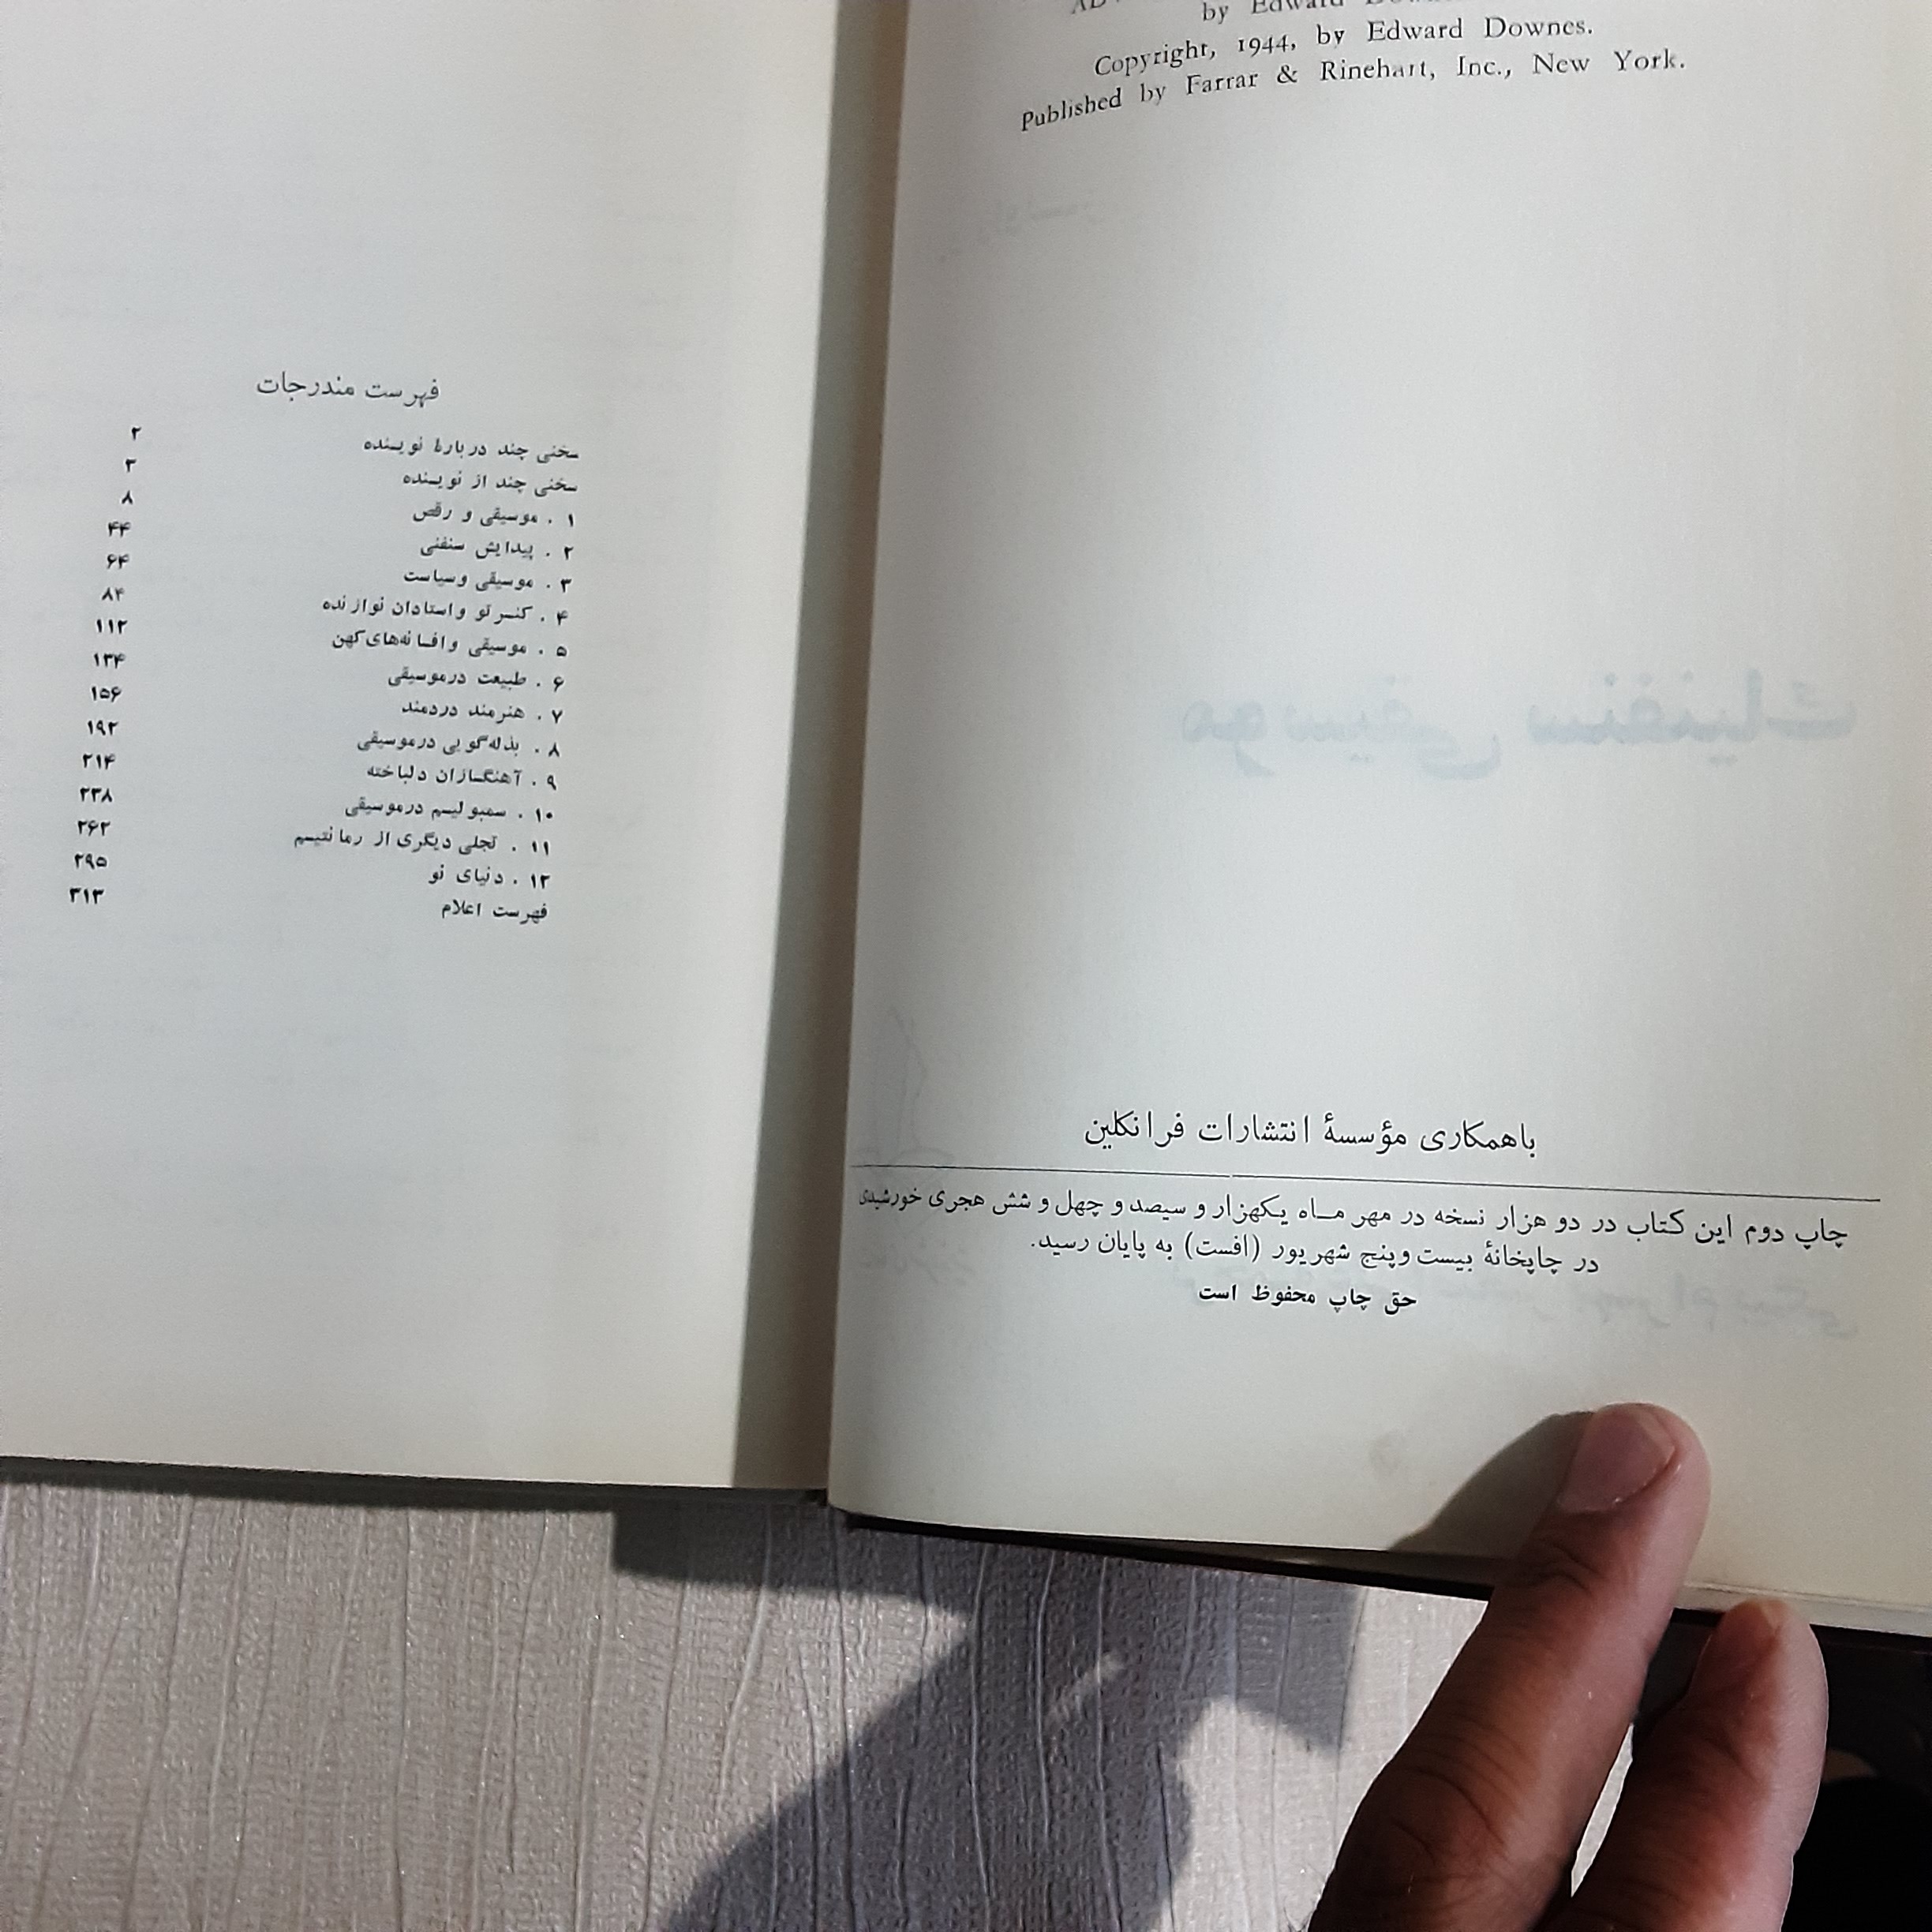 by Edward
Copyright, 1944, by Edward Downes.
Published by Farrar & Rinehart, Inc., New York.
باهمکاری مؤسسهٔ انتشارات فرانکلین
چاپ دوم این کتاب در دو هزار نسخه در مهر ماه یکهزار و سیصد و چهل و شش هجری خورشیدی
در چاپخانهٔ بیست وپنج شهریور (افست) به پایان رسید.
حق چاپ محفوظ است
فهرست مندرجات
سخنی چند دربارهٔ نویسنده ۲
سخنی چند از نویسنده ۳
۱ . موسیقی و رقص ۸
۲ . پیدایش سنفنی ۴۴
۳ . موسیقی وسیاست ۶۴
۴ . کنسرتو واستادان نوازنده ۸۴
۵ . موسیقی وافسانه‌های کهن ۱۱۲
۶ . طبیعت درموسیقی ۱۳۴
۷ . هنرمند دردمند ۱۵۶
۸ . بذله‌گویی درموسیقی ۱۹۲
۹ . آهنگسازان دلباخته ۲۱۴
۱۰ . سمبولیسم درموسیقی ۲۳۸
۱۱ . تجلی دیگری از رمانتیسم ۲۶۲
۱۲ . دنیای نو ۲۹۵
فهرست اعلام ۳۱۳